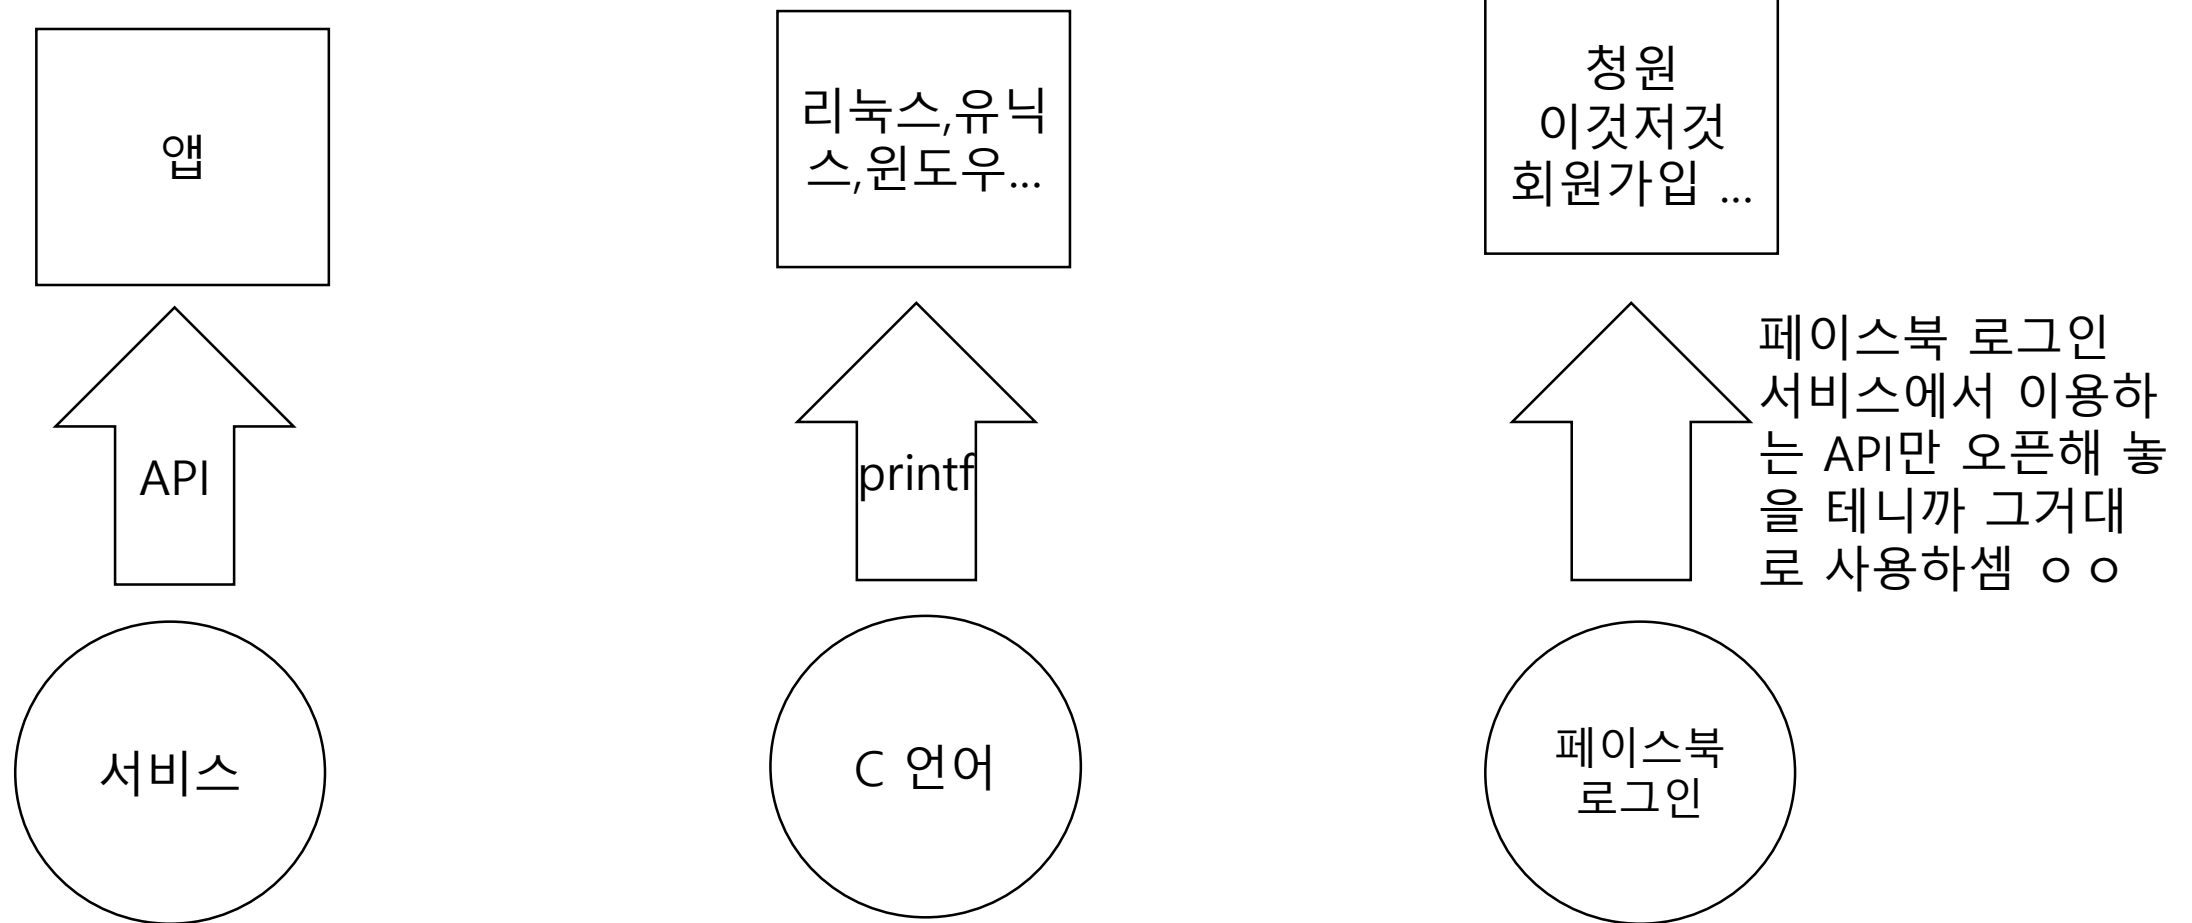 앱
API
서비스
리눅스,유닉
스,윈도우...
printf
C 언어
청원
이것저것
회원가입 ...
페이스북 로그인
서비스에서 이용하
는 API만 오픈해 놓
을 테니까 그거대
로 사용하셈 ㅇㅇ
페이스북
로그인